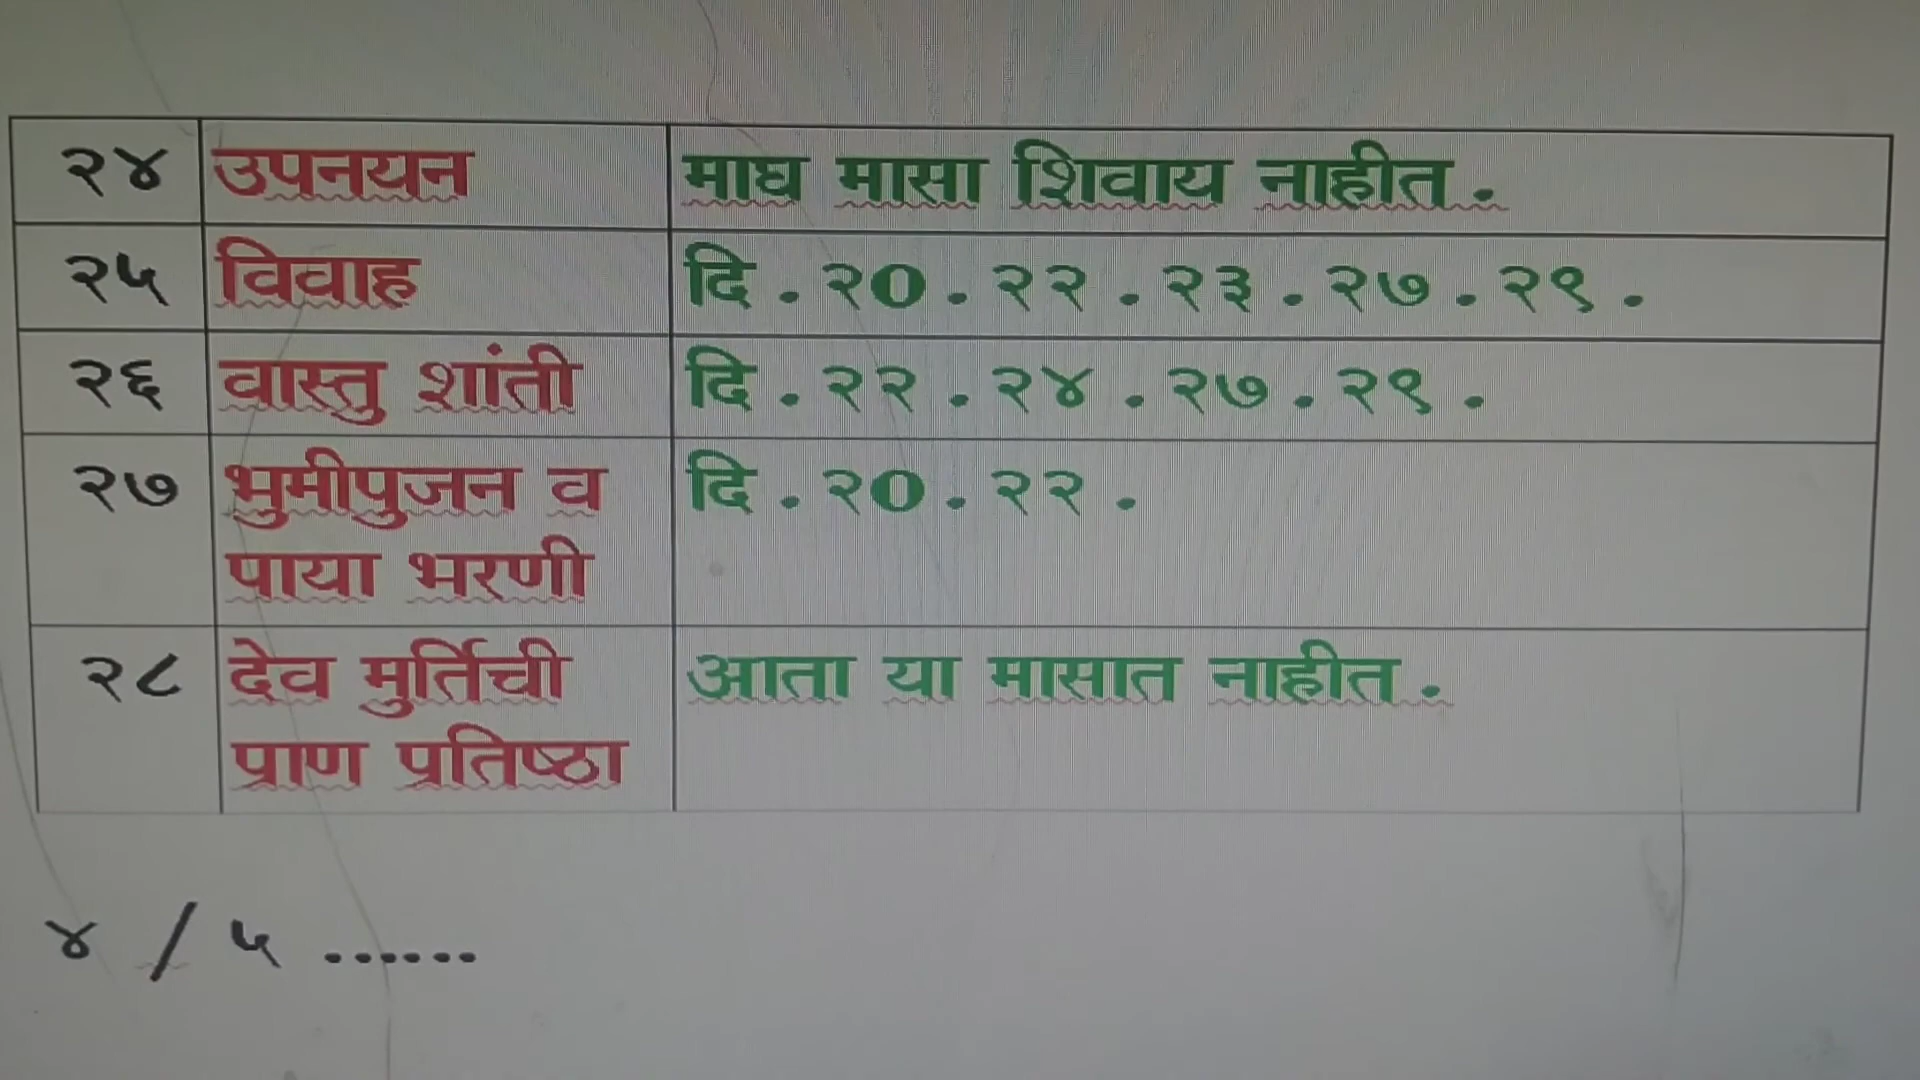 २४ उपनयन माघ मासा शिवाय नाहीत .
२५ विवाह दि . २० . २२ . २३ . २७ . २९ .
२६ वास्तु शांती दि . २२ . २४ . २७ . २९ .
२७ भुमीपुजन व दि . २० . २२ .
पाया भरणी
२८ देव मुर्तिची आता या मासात नाहीत .
प्राण प्रतिष्ठा
४ / ५ ......